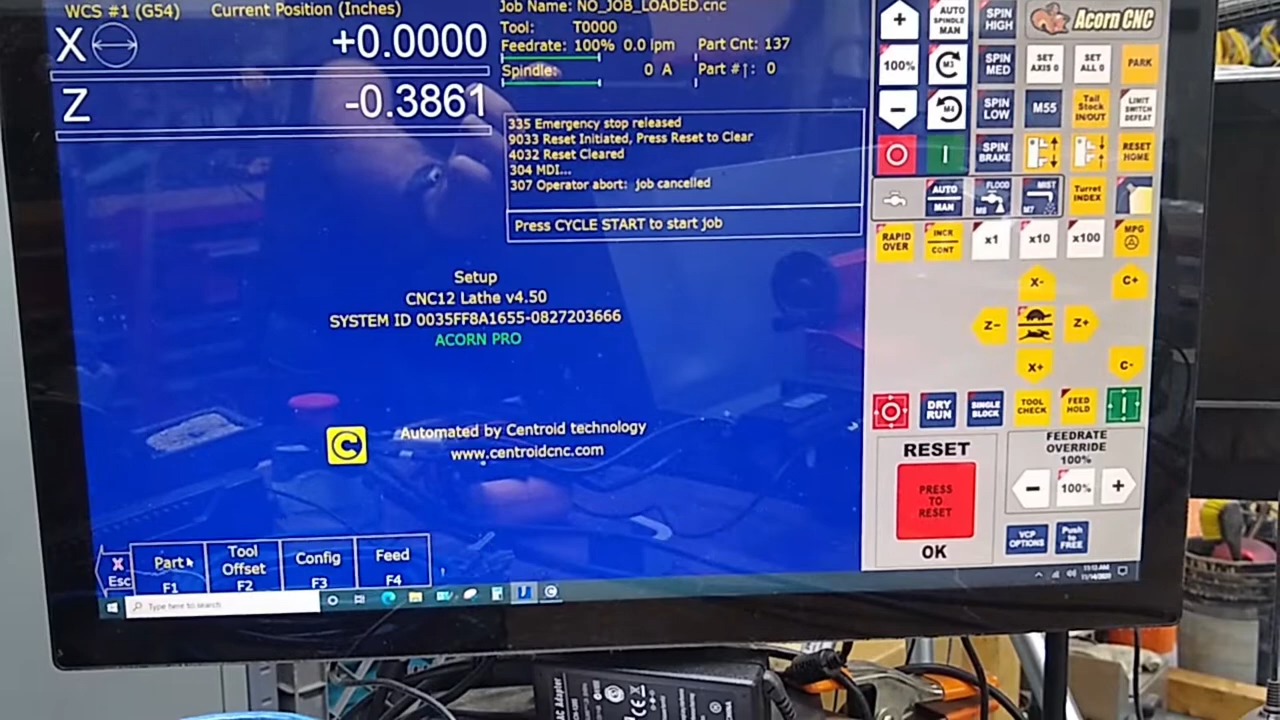 WCS #1 (G54) Current Position (Inches)
X +0.0000
Z -0.3861
Job Name: NO_JOB_LOADED.cnc
Tool: T0000
Feedrate: 100% 0.0 ipm Part Cnt: 137
Spindle: 0 A Part #↑: 0
335 Emergency stop released
9033 Reset Initiated, Press Reset to Clear
4032 Reset Cleared
304 MDI...
307 Operator abort: job cancelled
Press CYCLE START to start job
Setup
CNC12 Lathe v4.50
SYSTEM ID 0035FF8A1655-0827203666
ACORN PRO
C
Automated by Centroid technology
www.centroidcnc.com
Esc
Part
F1
Tool
Offset
F2
Config
F3
Feed
F4
Type here to search
+
AUTO
SPINDLE
MAN
SPIN
HIGH
Acorn CNC
100%
M3
SPIN
MED
SET
AXIS 0
SET
ALL 0
PARK
-
M4
SPIN
LOW
M55
Tail
Stock
IN/OUT
LIMIT
SWITCH
DEFEAT
SPIN
BRAKE
RESET
HOME
AUTO
MAN
FLOOD
M8
MIST
M7
Turret
INDEX
RAPID
OVER
INCR
CONT
x1
x10
x100
MPG
X-
C+
Z-
Z+
X+
C-
DRY
RUN
SINGLE
BLOCK
TOOL
CHECK
FEED
HOLD
RESET
PRESS
TO
RESET
OK
FEEDRATE
OVERRIDE
100%
-
100%
+
VCP
OPTIONS
Push
to
FREE
11:13 AM
11/14/2020
AC Adapter